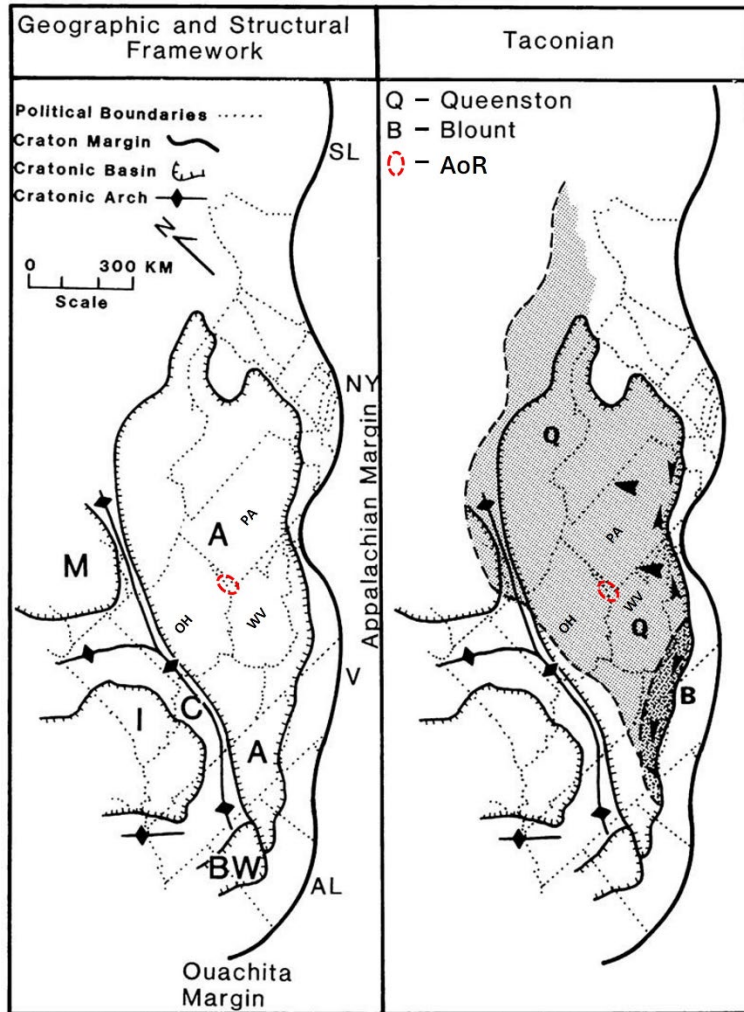 Geographic and Structural
Framework
Political Boundaries
Craton Margin
Cratonic Basin
Cratonic Arch
N
0 300 KM
Scale
SL
NY
Appalachian Margin
PA
A
M
OH
WV
V
C
I
A
BW
AL
Ouachita
Margin
Taconian
Q – Queenston
B – Blount
– AoR
Q
PA
OH
WV
Q
B